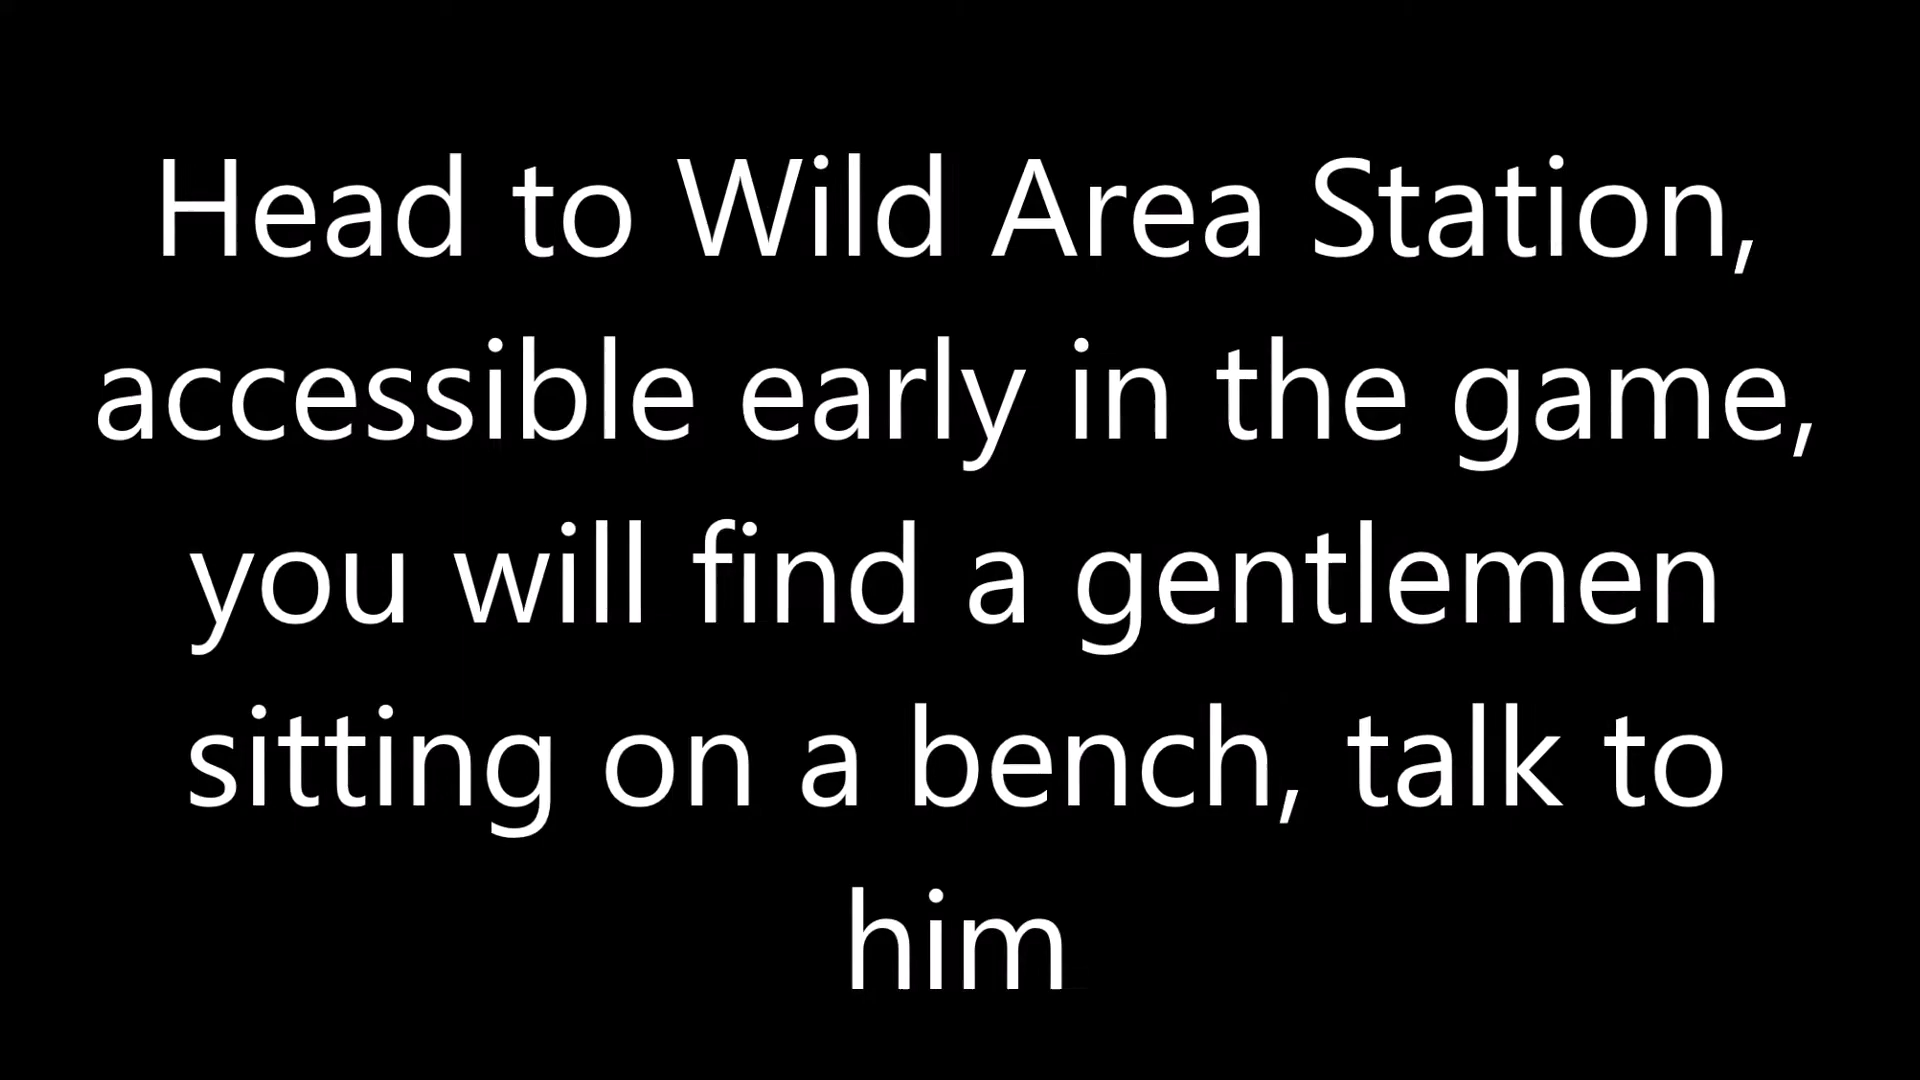 Head to Wild Area Station,
accessible early in the game,
you will find a gentlemen
sitting on a bench, talk to
him